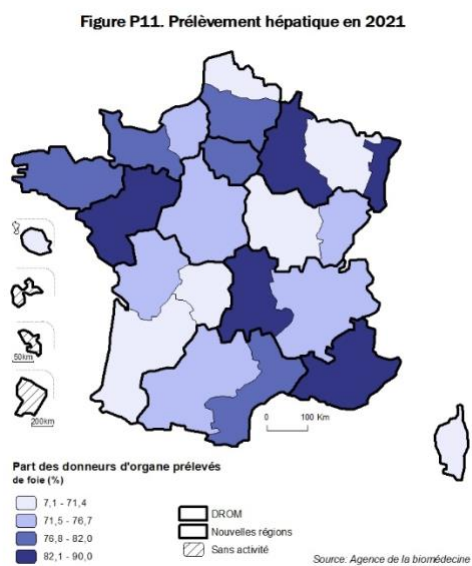 Figure P11. Prélèvement hépatique en 2021
50km
200km
0 100 Km
Part des donneurs d'organe prélevés
de foie (%)
7,1 - 71,4
71,5 - 76,7
76,8 - 82,0
82,1 - 90,0
DROM
Nouvelles régions
Sans activité
Source: Agence de la biomédecine